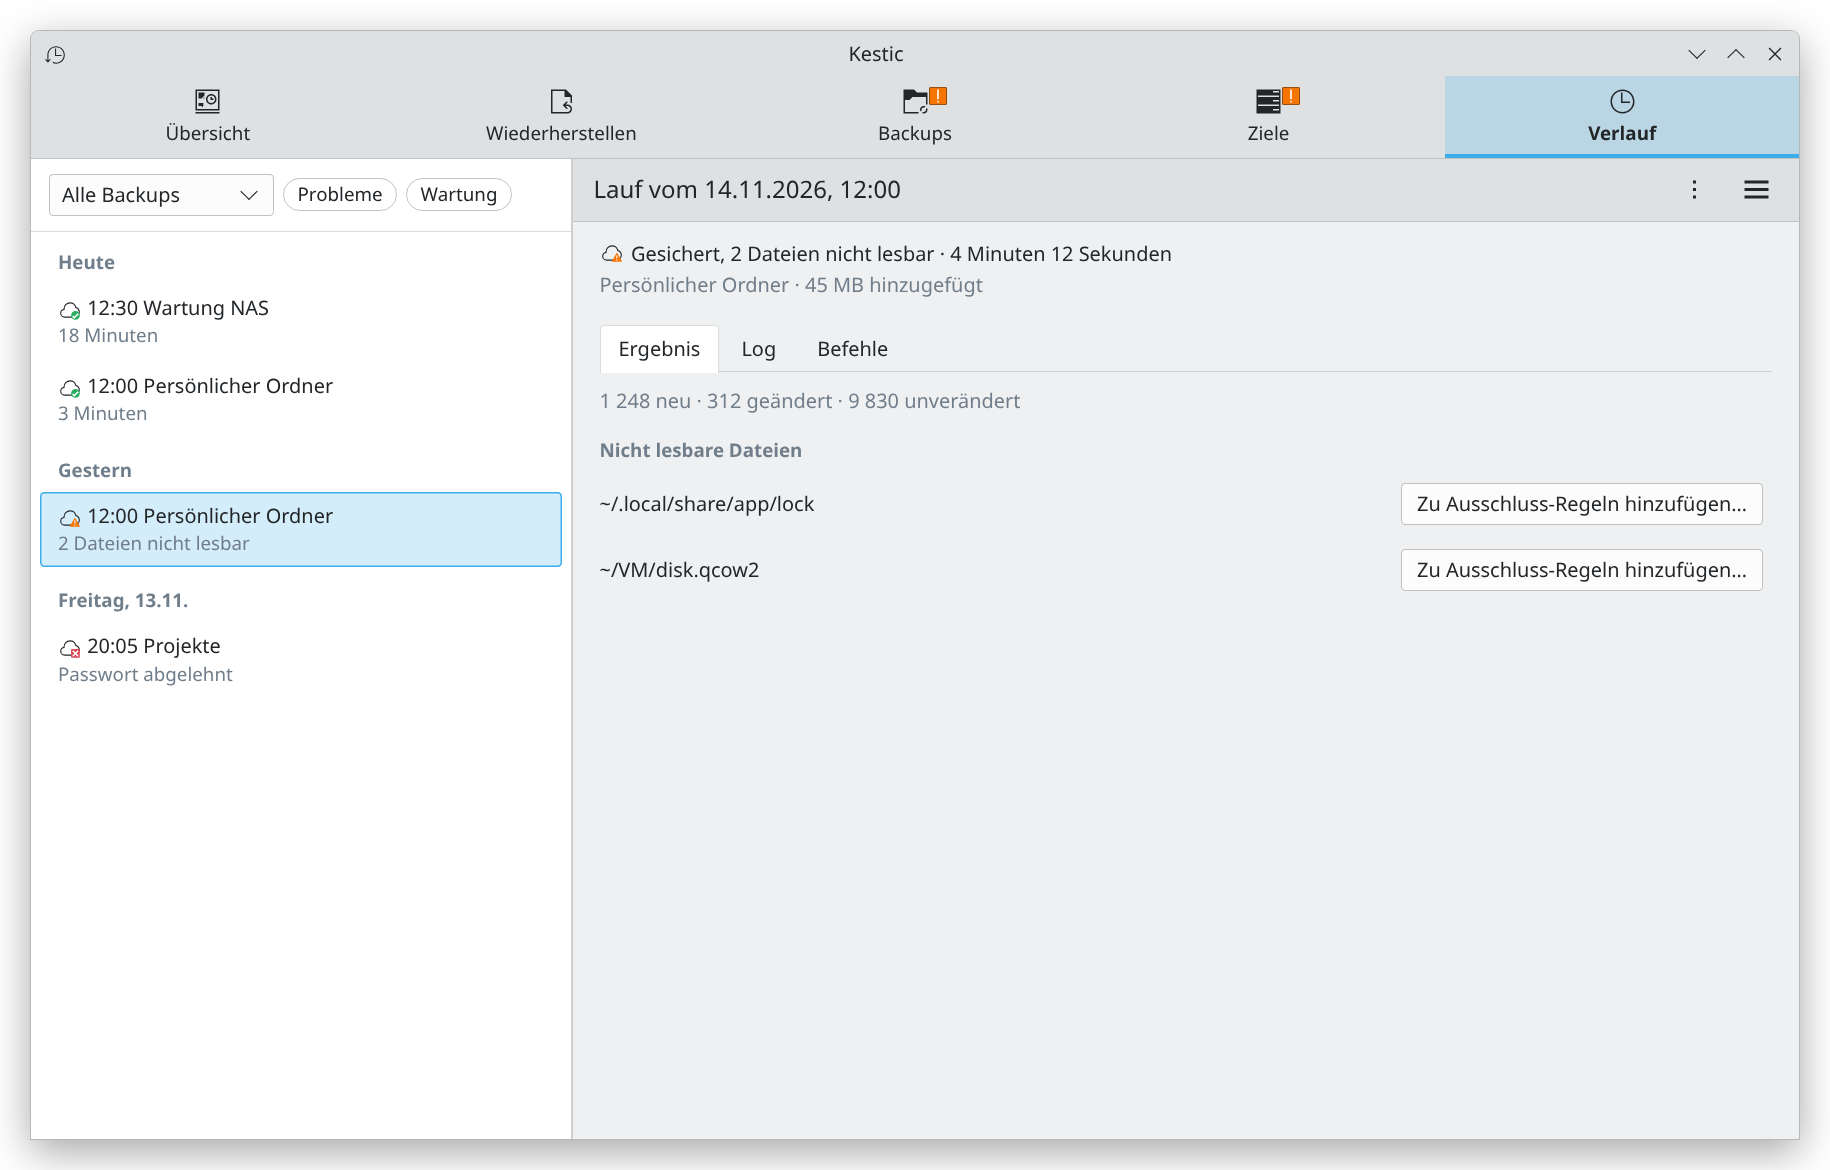 Kestic
Übersicht
Wiederherstellen
Backups
Ziele
Verlauf
Alle Backups
Probleme
Wartung
Heute
12:30 Wartung NAS
18 Minuten
12:00 Persönlicher Ordner
3 Minuten
Gestern
12:00 Persönlicher Ordner
2 Dateien nicht lesbar
Freitag, 13.11.
20:05 Projekte
Passwort abgelehnt
Lauf vom 14.11.2026, 12:00
Gesichert, 2 Dateien nicht lesbar · 4 Minuten 12 Sekunden
Persönlicher Ordner · 45 MB hinzugefügt
Ergebnis
Log
Befehle
1 248 neu · 312 geändert · 9 830 unverändert
Nicht lesbare Dateien
~/.local/share/app/lock
Zu Ausschluss-Regeln hinzufügen…
~/VM/disk.qcow2
Zu Ausschluss-Regeln hinzufügen…